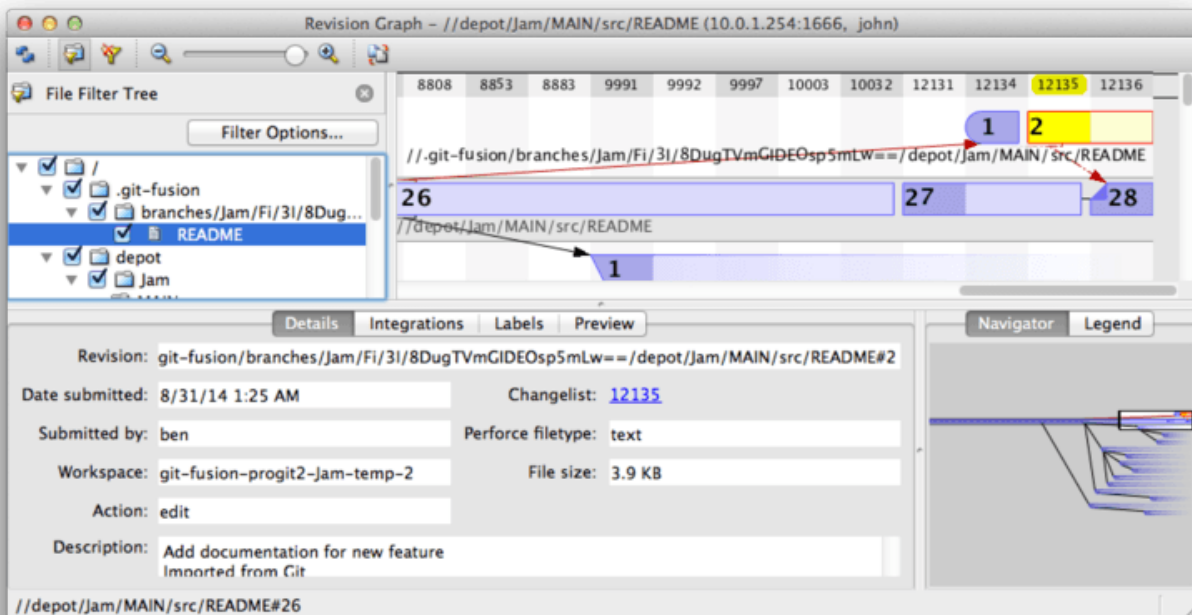 Revision Graph – //depot/Jam/MAIN/src/README (10.0.1.254:1666, john)
File Filter Tree
Filter Options...
/
.git-fusion
branches/Jam/Fi/3I/8Dug...
README
depot
Jam
8808 8853 8883 9991 9992 9997 10003 10032 12131 12134 12135 12136
1 2
//.git-fusion/branches/Jam/Fi/3I/8DugTVmGIDEOsp5mLw==/depot/Jam/MAIN/src/README
26 27 28
//depot/Jam/MAIN/src/README
1
Details Integrations Labels Preview
Revision: git-fusion/branches/Jam/Fi/3I/8DugTVmGIDEOsp5mLw==/depot/Jam/MAIN/src/README#2
Date submitted: 8/31/14 1:25 AM Changelist: 12135
Submitted by: ben Perforce filetype: text
Workspace: git-fusion-progit2-Jam-temp-2 File size: 3.9 KB
Action: edit
Description: Add documentation for new feature
Imported from Git
Navigator Legend
//depot/Jam/MAIN/src/README#26